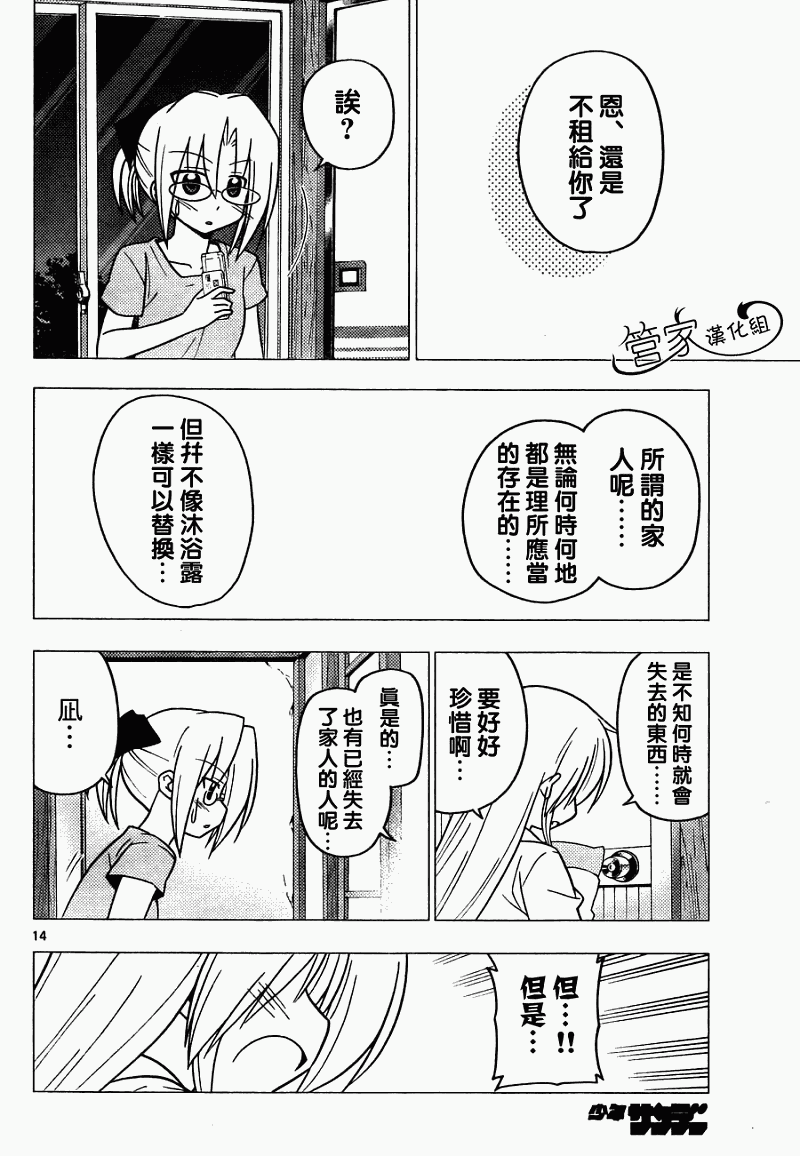 恩、還是
不租給你了
誒？
管家漢化組
所謂的家
人呢……
無論何時何地
都是理所應當
的存在的……
但并不像沐浴露
一樣可以替換…
是不知何時就會
失去的東西……
要好好
珍惜啊…
真是的…
也有已經失去
了家人的人呢…
凪…
14
但…!!
但是…
少年サンデー